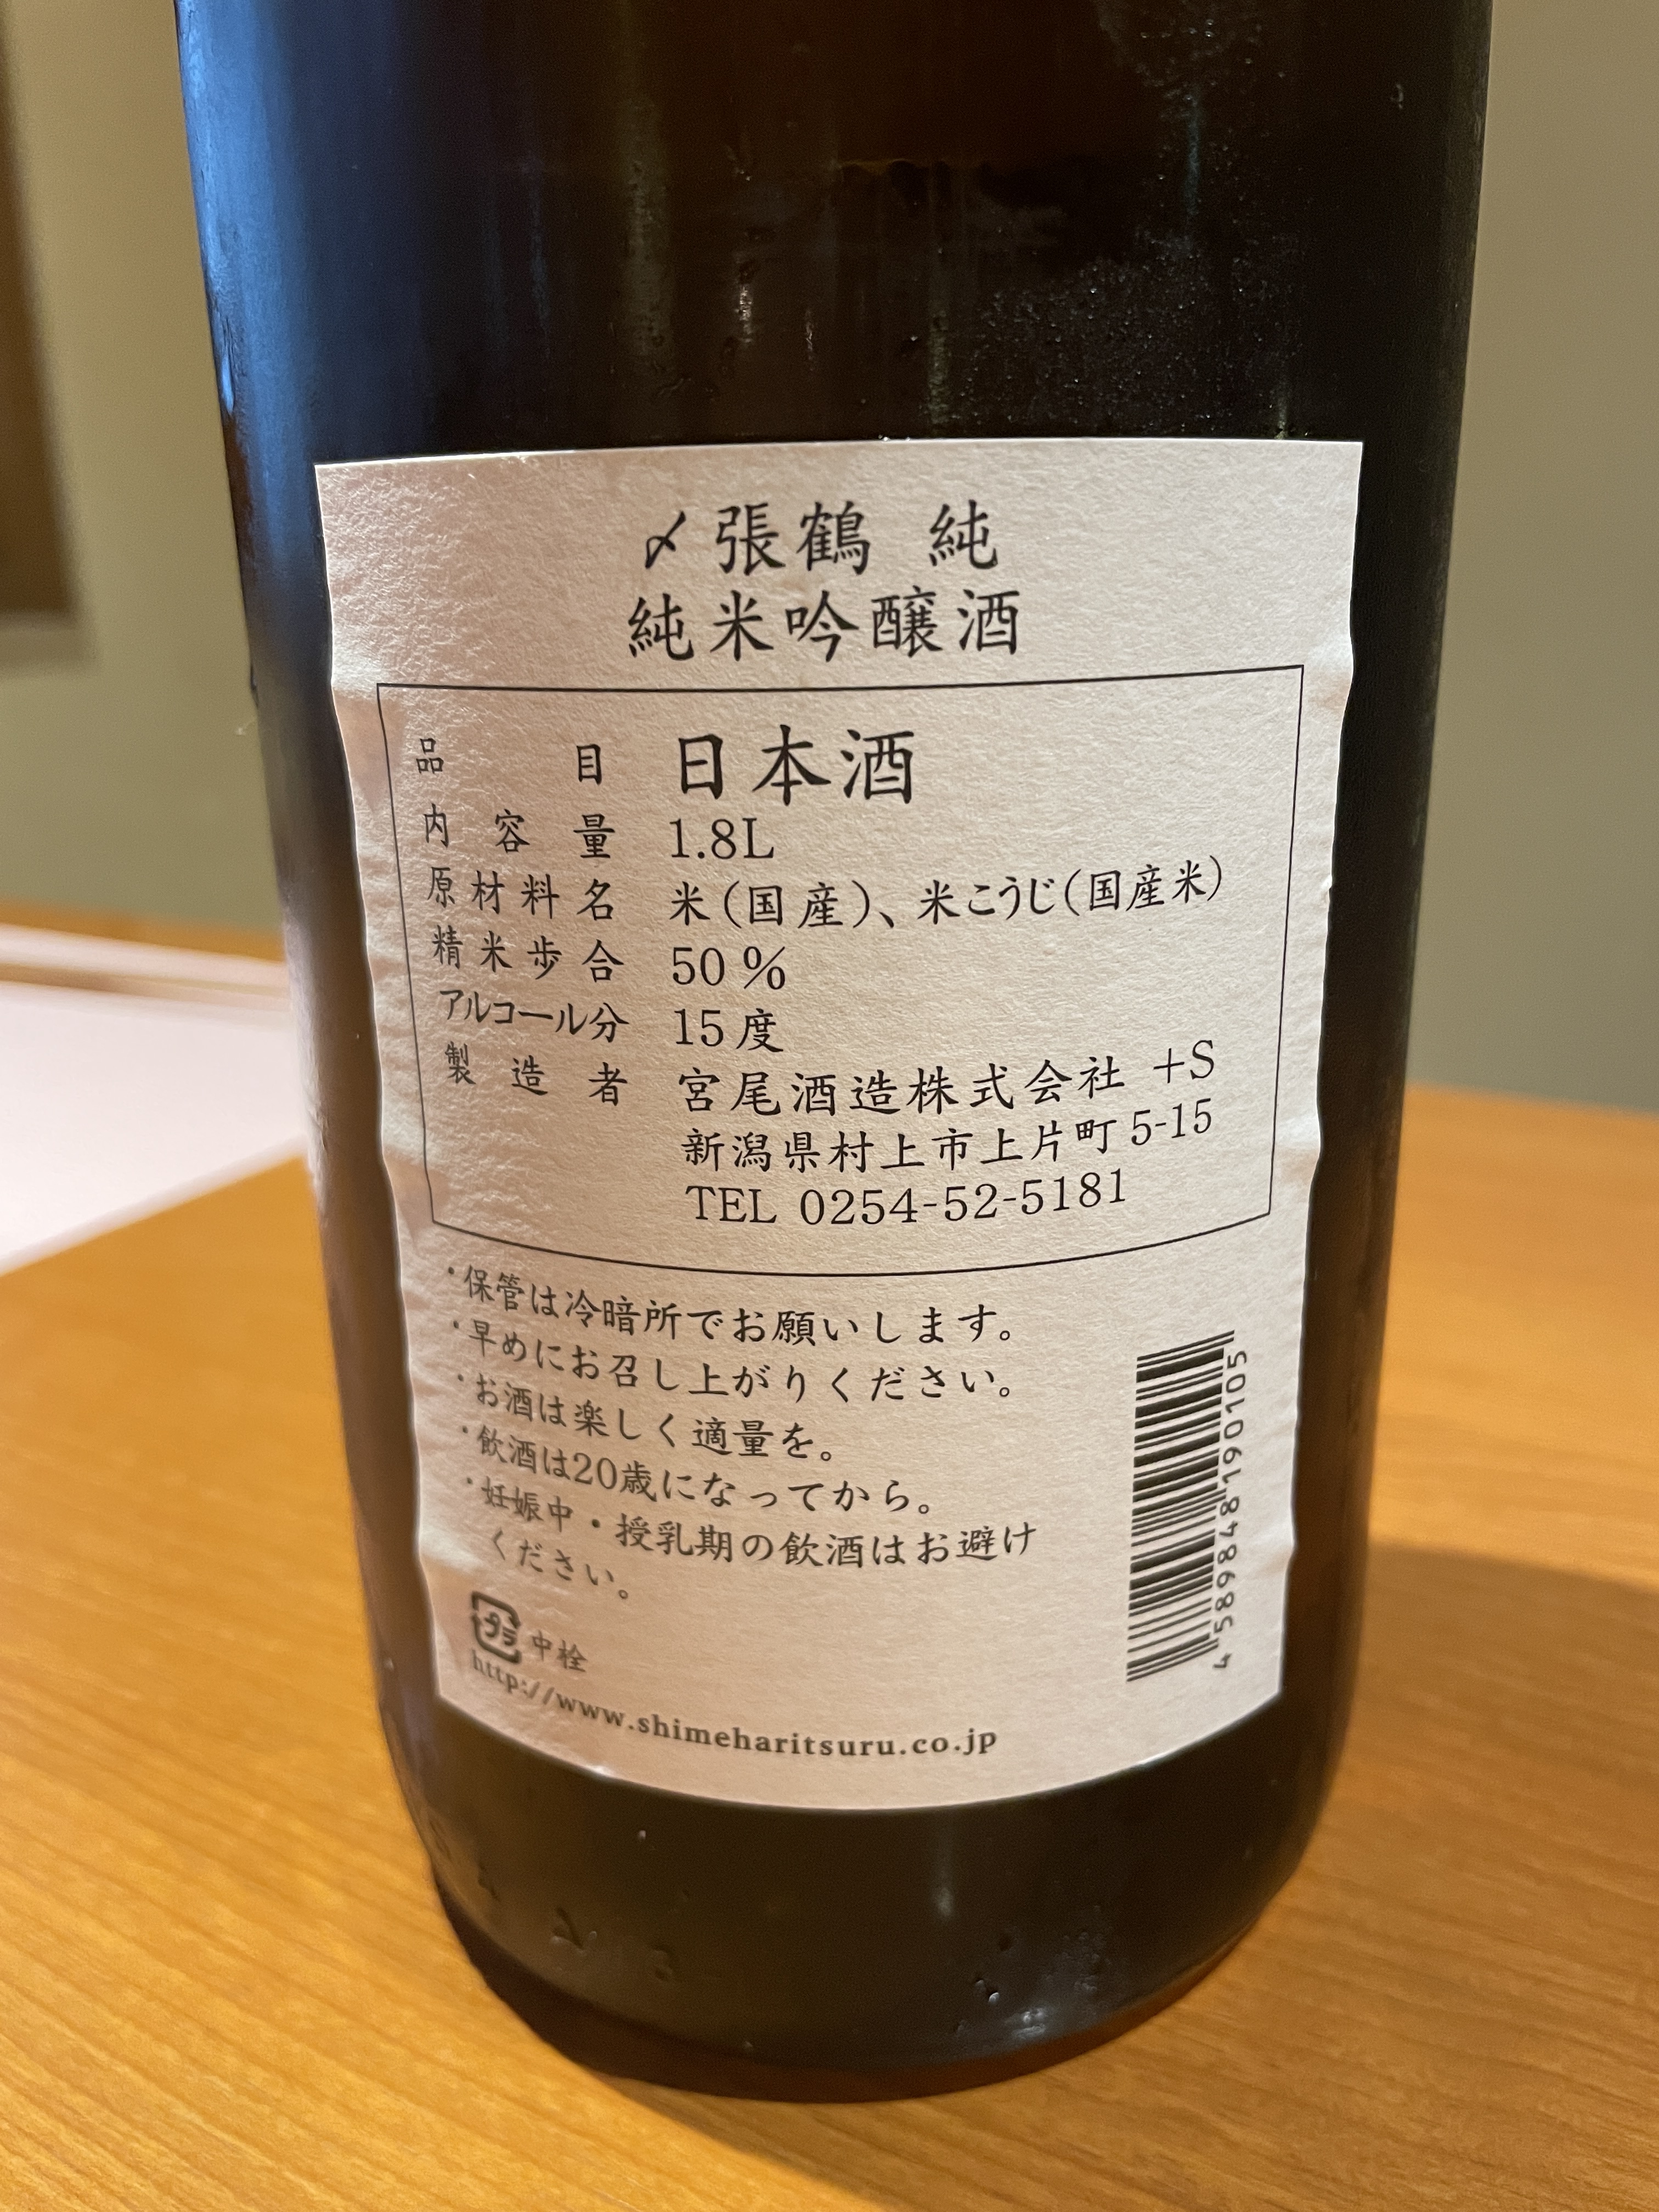 〆張鶴 純
純米吟醸酒
品目 日本酒
内容量 1.8L
原材料名 米(国産)、米こうじ(国産米)
精米歩合 50%
アルコール分 15度
製造者 宮尾酒造株式会社 +S
新潟県村上市上片町5-15
TEL 0254-52-5181
・保管は冷暗所でお願いします。
・早めにお召し上がりください。
・お酒は楽しく適量を。
・飲酒は20歳になってから。
・妊娠中・授乳期の飲酒はお避け
ください。
プラ 中栓
http://www.shimeharitsuru.co.jp
4589848190105